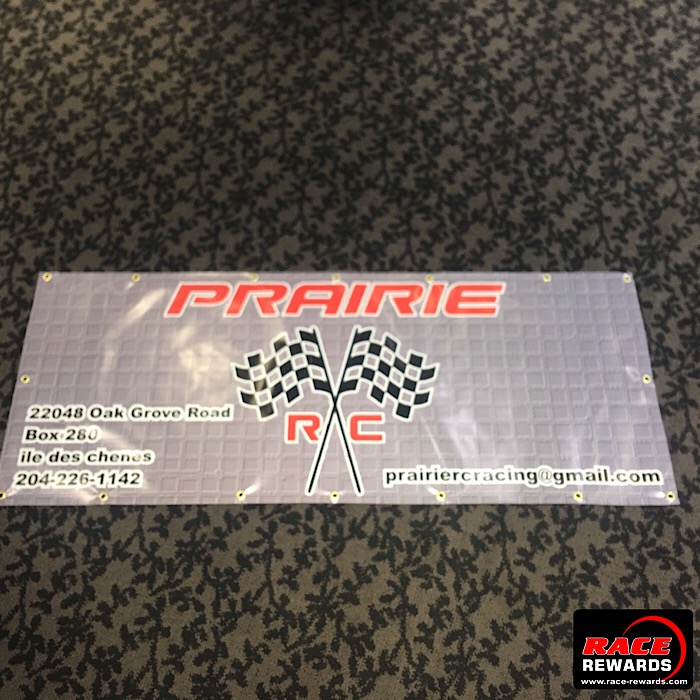 PRAIRIE
RC
22048 Oak Grove Road
Box 280
ile des chenes
204-226-1142
prairiercracing@gmail.com
RACE
REWARDS
www.race-rewards.com